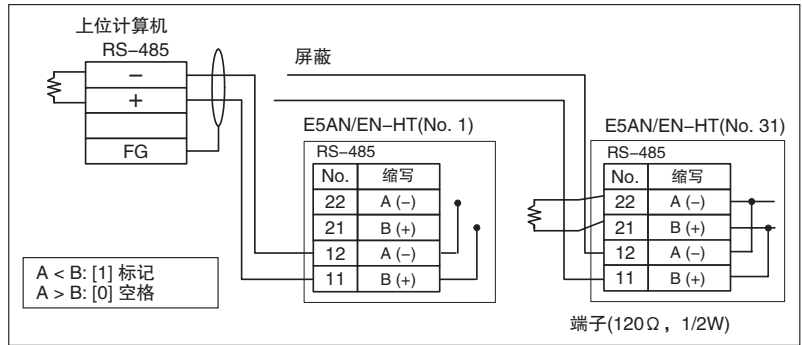 上位计算机
RS-485
−
+
FG
屏蔽
E5AN/EN-HT(No. 1)
RS-485
No. 缩写
22 A (−)
21 B (+)
12 A (−)
11 B (+)
E5AN/EN-HT(No. 31)
RS-485
No. 缩写
22 A (−)
21 B (+)
12 A (−)
11 B (+)
A < B: [1] 标记
A > B: [0] 空格
端子(120Ω，1/2W)